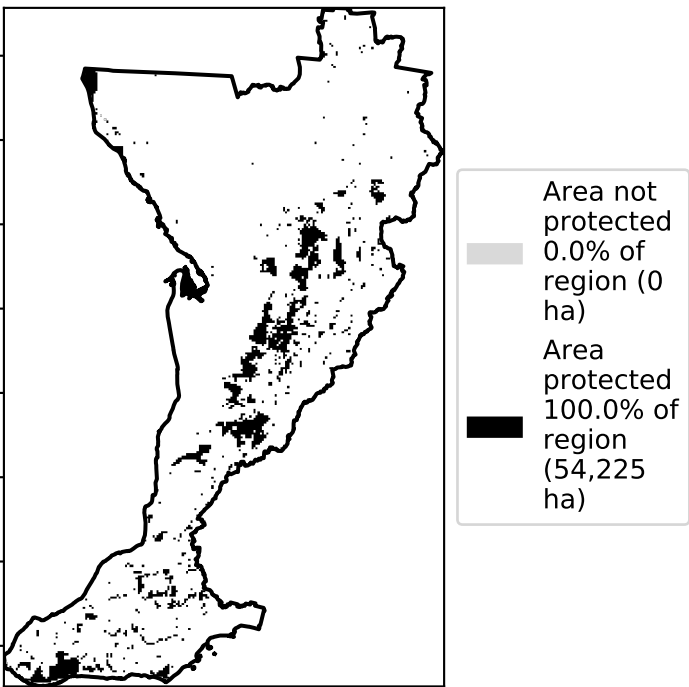 Area not
protected
0.0% of
region (0
ha)
Area
protected
100.0% of
region
(54,225
ha)